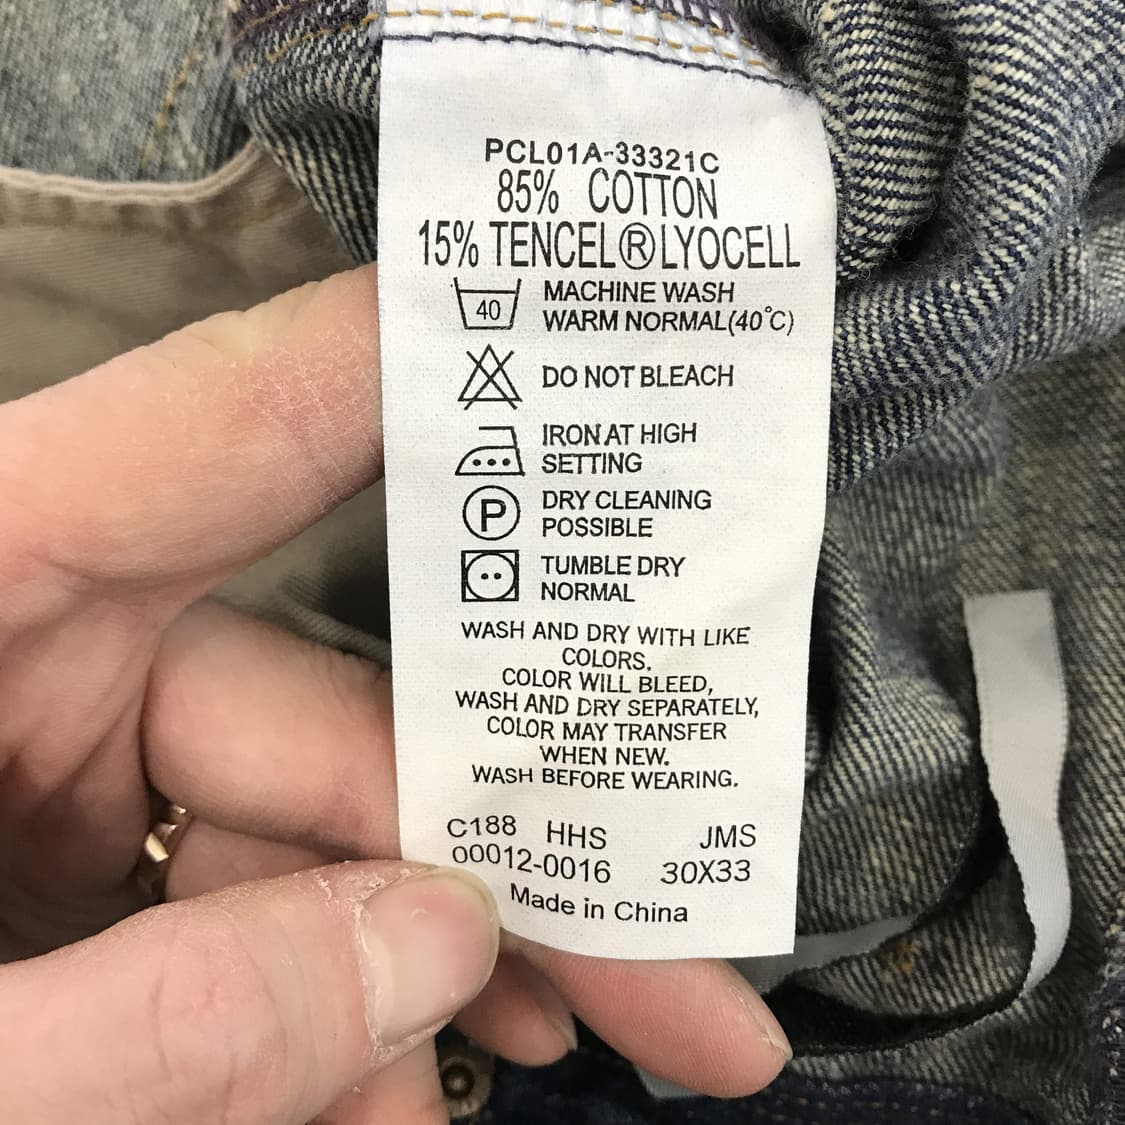 PCL01A-33321C
85% COTTON
15% TENCEL®LYOCELL
40 MACHINE WASH
WARM NORMAL(40°C)
DO NOT BLEACH
IRON AT HIGH
SETTING
P DRY CLEANING
POSSIBLE
TUMBLE DRY
NORMAL
WASH AND DRY WITH LIKE
COLORS.
COLOR WILL BLEED,
WASH AND DRY SEPARATELY,
COLOR MAY TRANSFER
WHEN NEW.
WASH BEFORE WEARING.
C188 HHS JMS
00012-0016 30X33
Made in China